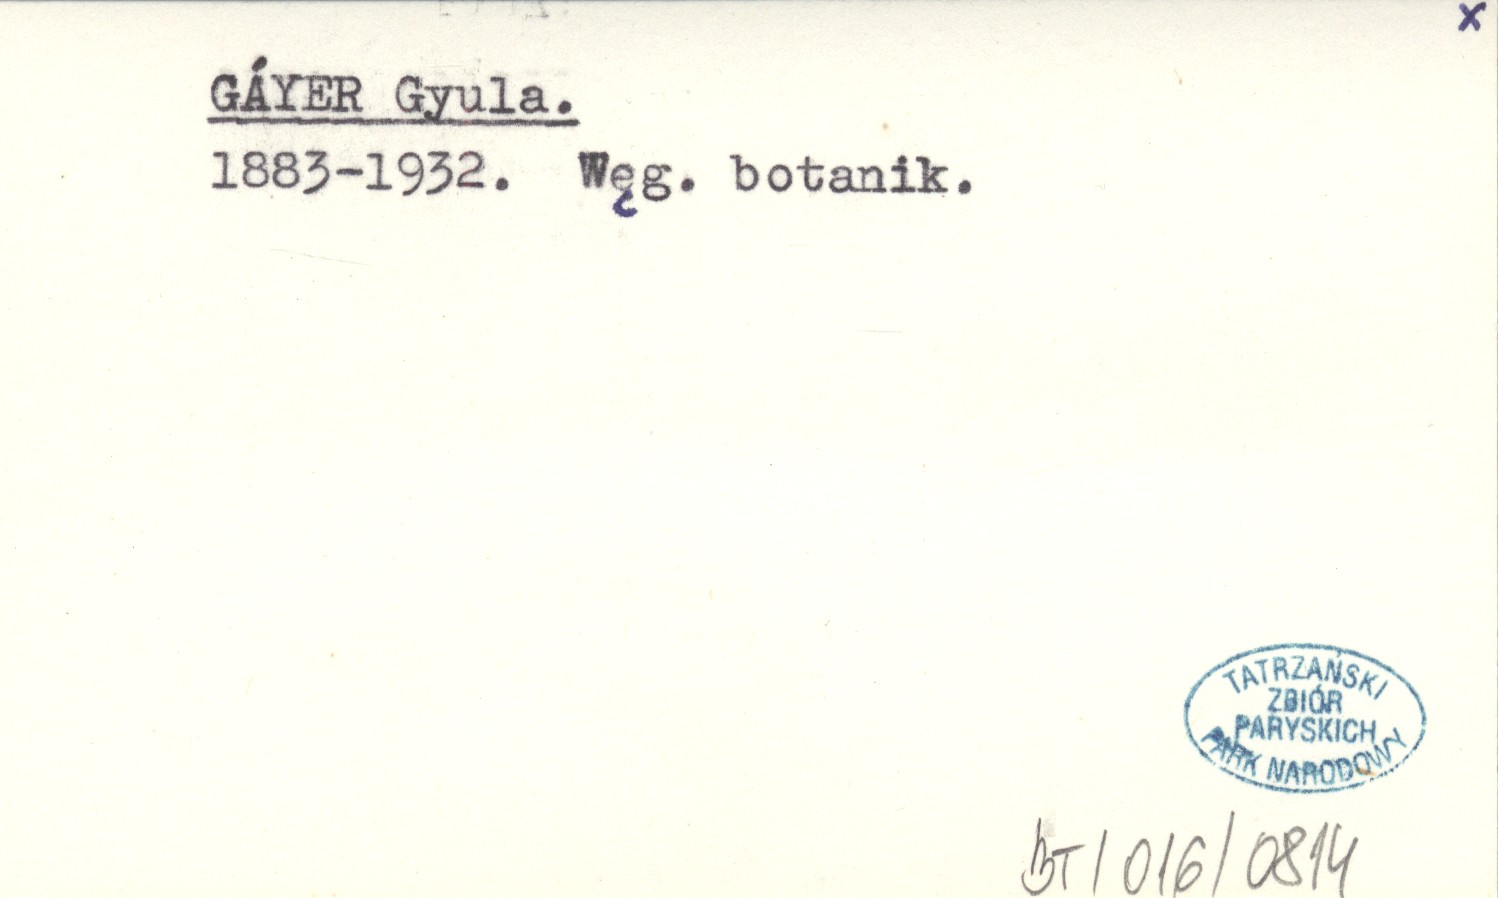 x
GÁYER Gyula.
1883-1932. Węg. botanik.
TATRZAŃSKI
ZBIÓR
PARYSKICH
PARK NARODOWY
BT/016/0814